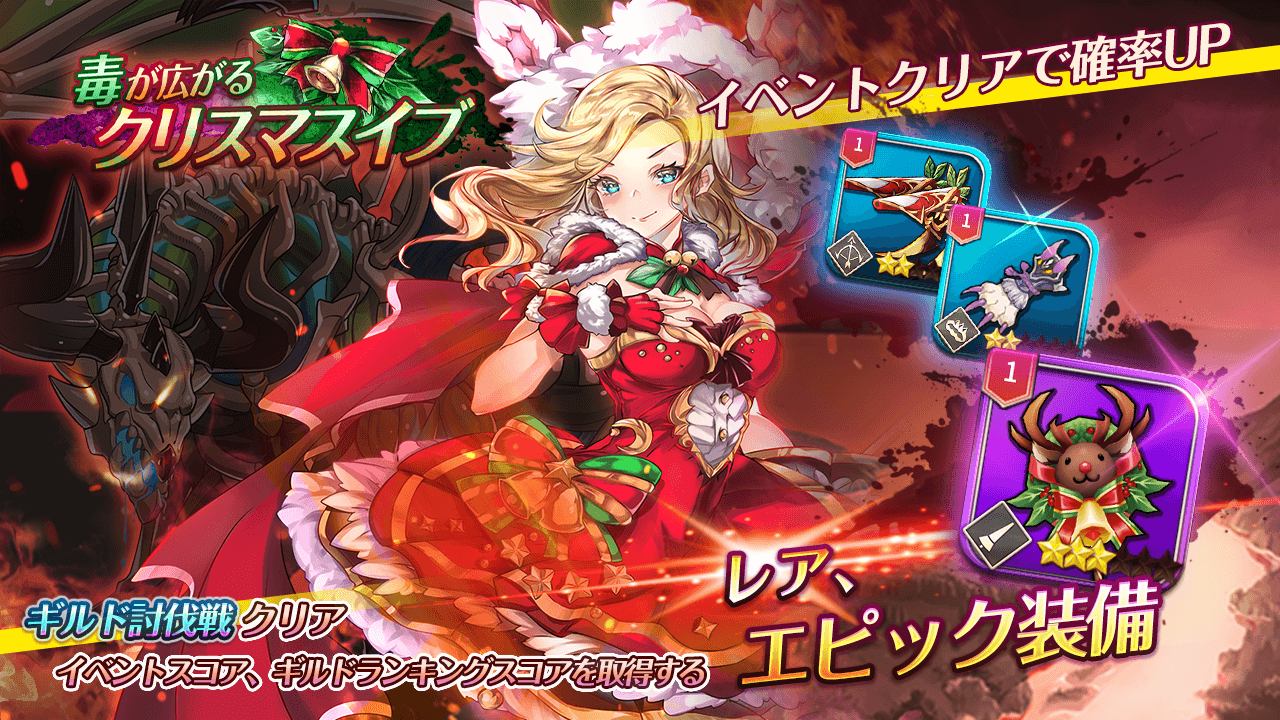 毒が広がる
クリスマスイブ
イベントクリアで確率UP
1
1
1
レア、
エピック装備
ギルド討伐戦 クリア
イベントスコア、ギルドランキングスコアを取得する